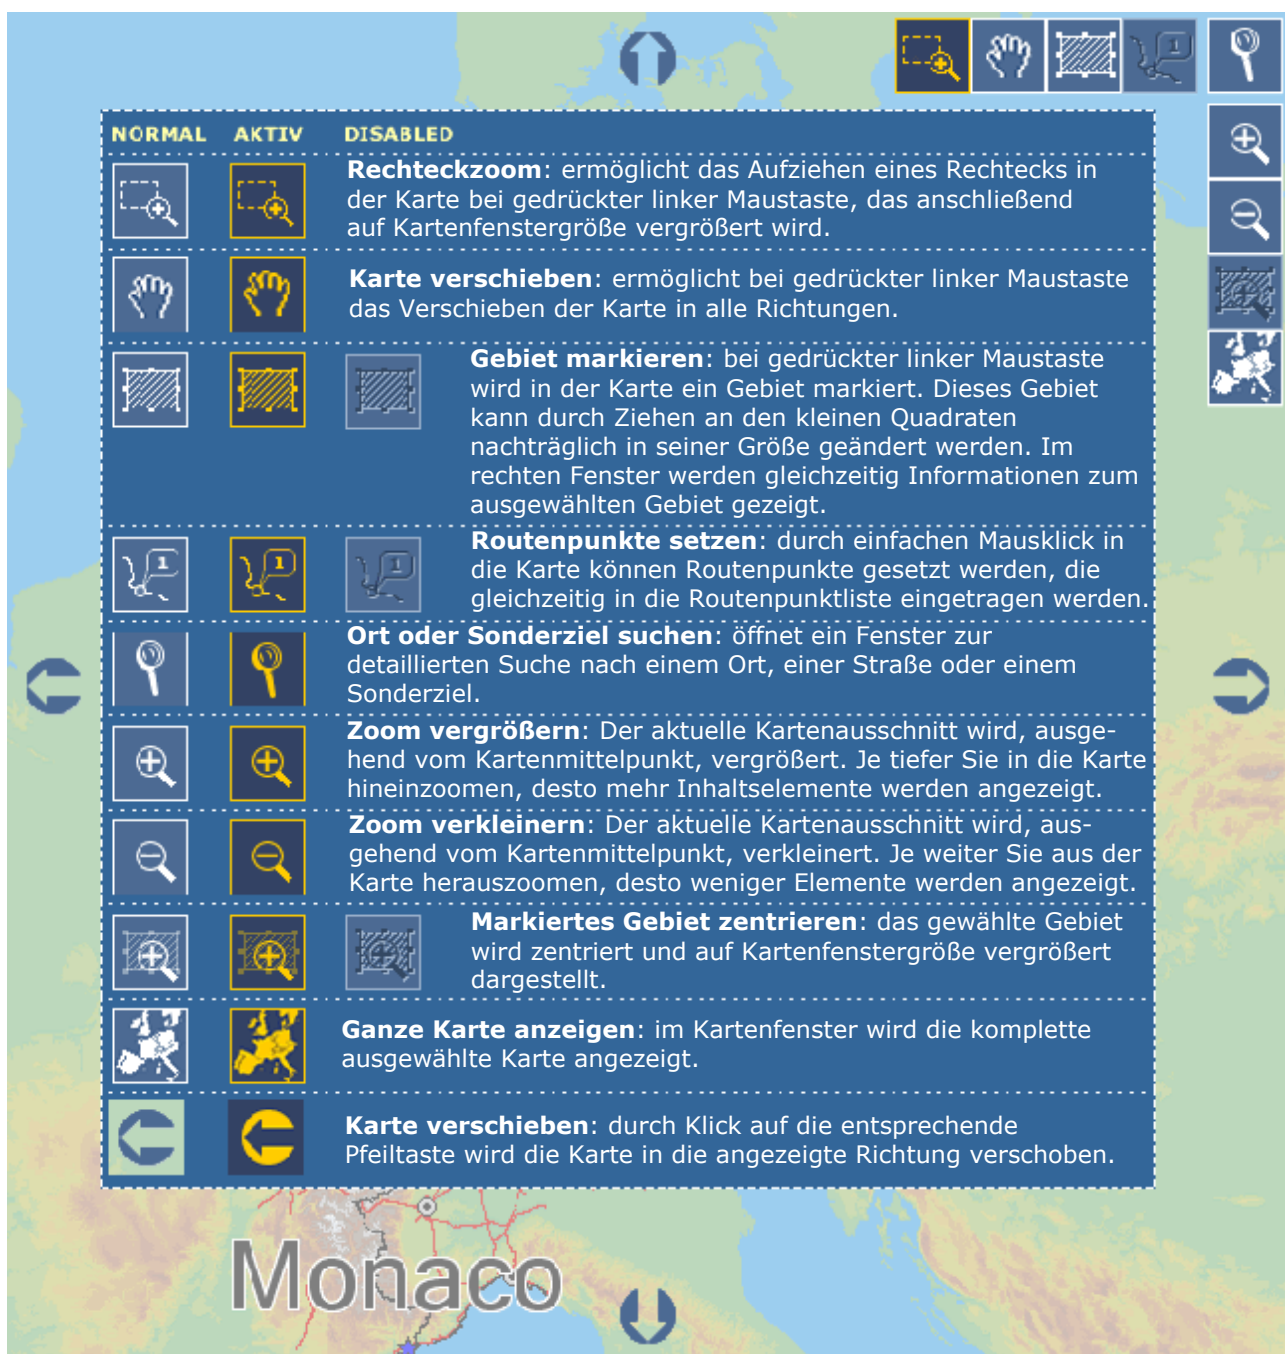 NORMAL AKTIV DISABLED
Rechteckzoom: ermöglicht das Aufziehen eines Rechtecks in
der Karte bei gedrückter linker Maustaste, das anschließend
auf Kartenfenstergröße vergrößert wird.
Karte verschieben: ermöglicht bei gedrückter linker Maustaste
das Verschieben der Karte in alle Richtungen.
Gebiet markieren: bei gedrückter linker Maustaste
wird in der Karte ein Gebiet markiert. Dieses Gebiet
kann durch Ziehen an den kleinen Quadraten
nachträglich in seiner Größe geändert werden. Im
rechten Fenster werden gleichzeitig Informationen zum
ausgewählten Gebiet gezeigt.
Routenpunkte setzen: durch einfachen Mausklick in
die Karte können Routenpunkte gesetzt werden, die
gleichzeitig in die Routenpunktliste eingetragen werden.
Ort oder Sonderziel suchen: öffnet ein Fenster zur
detaillierten Suche nach einem Ort, einer Straße oder einem
Sonderziel.
Zoom vergrößern: Der aktuelle Kartenausschnitt wird, ausge-
hend vom Kartenmittelpunkt, vergrößert. Je tiefer Sie in die Karte
hineinzoomen, desto mehr Inhaltselemente werden angezeigt.
Zoom verkleinern: Der aktuelle Kartenausschnitt wird, aus-
gehend vom Kartenmittelpunkt, verkleinert. Je weiter Sie aus der
Karte herauszoomen, desto weniger Elemente werden angezeigt.
Markiertes Gebiet zentrieren: das gewählte Gebiet
wird zentriert und auf Kartenfenstergröße vergrößert
dargestellt.
Ganze Karte anzeigen: im Kartenfenster wird die komplette
ausgewählte Karte angezeigt.
Karte verschieben: durch Klick auf die entsprechende
Pfeiltaste wird die Karte in die angezeigte Richtung verschoben.
Monaco